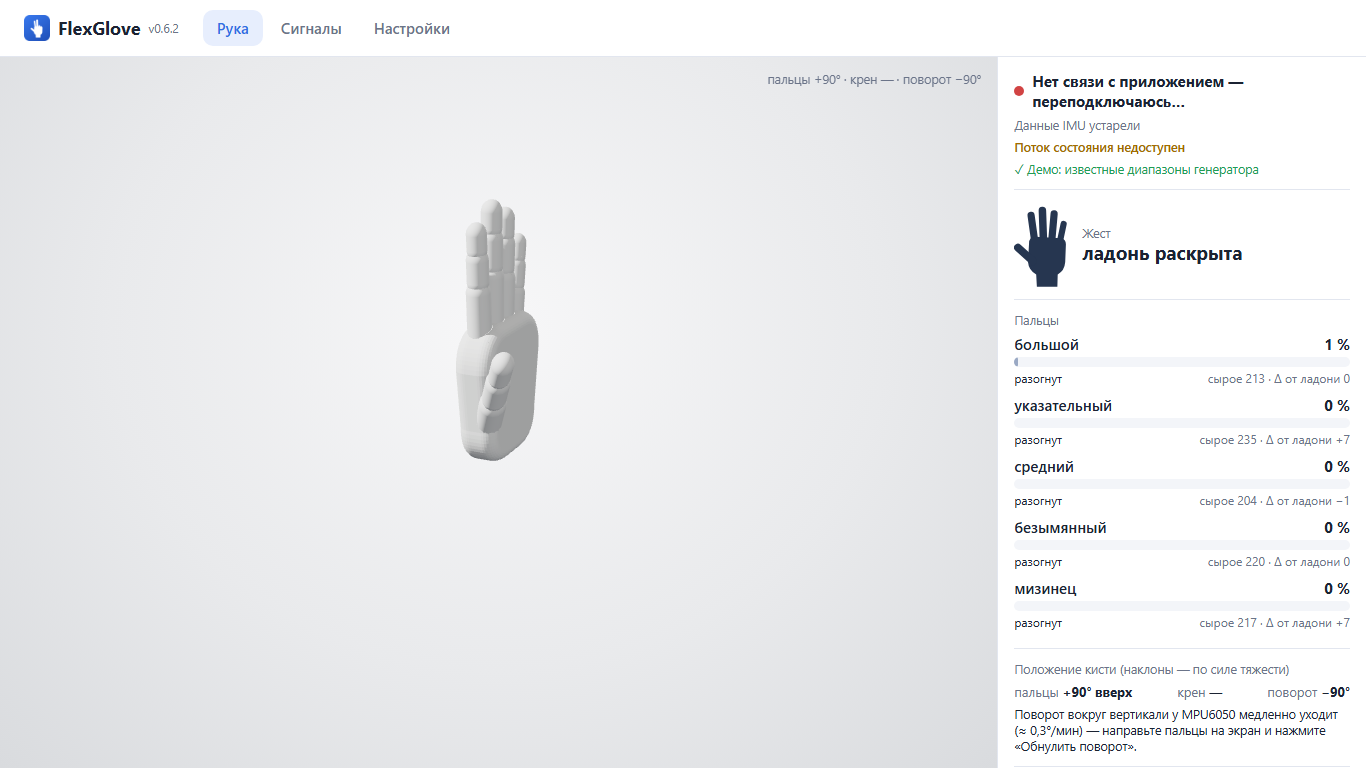 FlexGlove v0.6.2 Рука Сигналы Настройки
пальцы +90° · крен — · поворот −90°
Нет связи с приложением —
переподключаюсь...
Данные IMU устарели
Поток состояния недоступен
✓ Демо: известные диапазоны генератора
Жест
ладонь раскрыта
Пальцы
большой 1 %
разогнут сырое 213 · Δ от ладони 0
указательный 0 %
разогнут сырое 235 · Δ от ладони +7
средний 0 %
разогнут сырое 204 · Δ от ладони −1
безымянный 0 %
разогнут сырое 220 · Δ от ладони 0
мизинец 0 %
разогнут сырое 217 · Δ от ладони +7
Положение кисти (наклоны — по силе тяжести)
пальцы +90° вверх крен — поворот −90°
Поворот вокруг вертикали у MPU6050 медленно уходит
(≈ 0,3°/мин) — направьте пальцы на экран и нажмите
«Обнулить поворот».